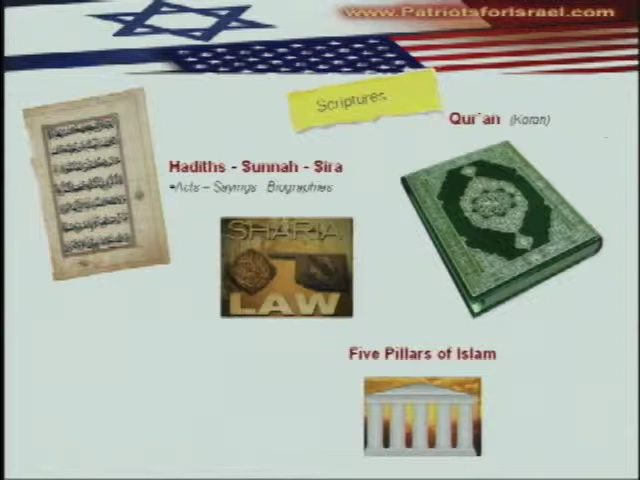 www.PatriotsforIsrael.com
Scriptures
Qur'an (Koran)
Hadiths - Sunnah - Sira
Acts - Sayings Biographies
SHARIA
LAW
Five Pillars of Islam